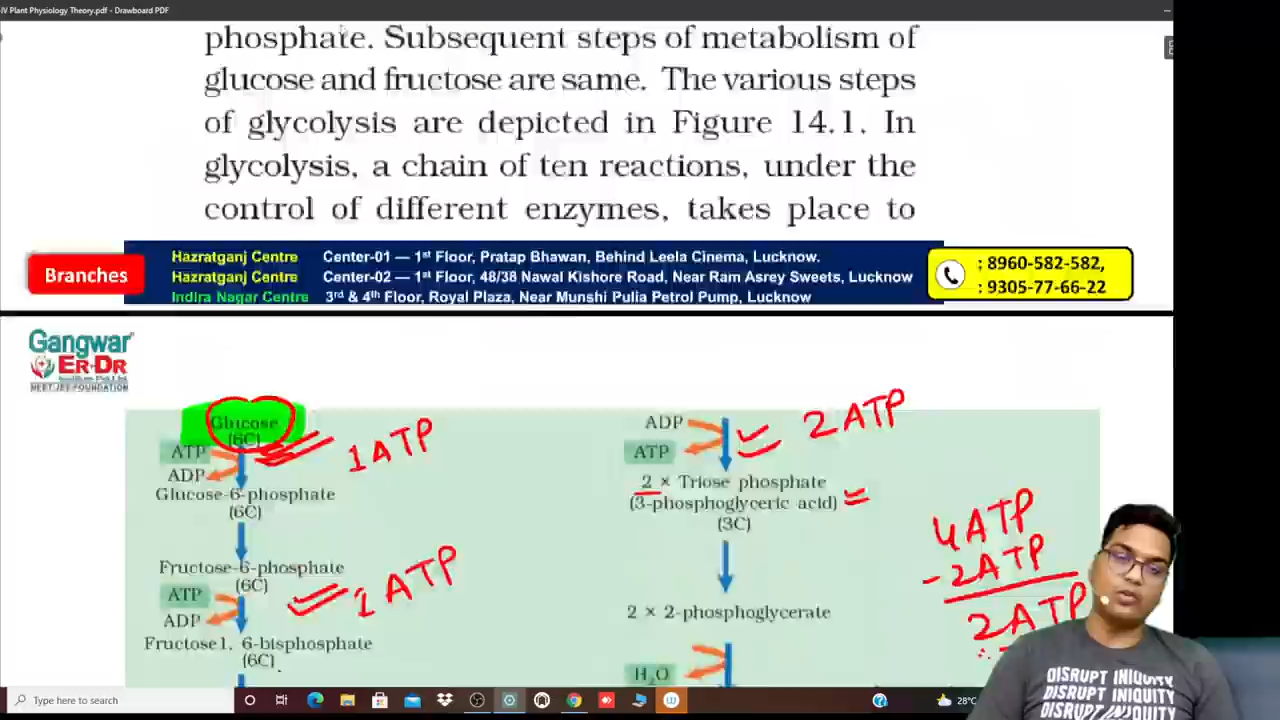 -IV Plant Physiology Theory.pdf - Drawboard PDF
phosphate. Subsequent steps of metabolism of
glucose and fructose are same. The various steps
of glycolysis are depicted in Figure 14.1. In
glycolysis, a chain of ten reactions, under the
control of different enzymes, takes place to
Branches
Hazratganj Centre Center-01 — 1st Floor, Pratap Bhawan, Behind Leela Cinema, Lucknow.
Hazratganj Centre Center-02 — 1st Floor, 48/38 Nawal Kishore Road, Near Ram Asrey Sweets, Lucknow
Indira Nagar Centre 3rd & 4th Floor, Royal Plaza, Near Munshi Pulia Petrol Pump, Lucknow
: 8960-582-582,
: 9305-77-66-22
Gangwar
ER-DR
NEET-JEE FOUNDATION
Glucose
(6C)
ATP
ADP
1 ATP
Glucose-6-phosphate
(6C)
Fructose-6-phosphate
(6C)
ATP
ADP
1 ATP
Fructose1, 6-bisphosphate
(6C)
ADP
ATP
2 ATP
2 × Triose phosphate
(3-phosphoglyceric acid)
(3C)
2 × 2-phosphoglycerate
H₂O
4 ATP
- 2 ATP
2 ATP
DISRUPT INIQUITY
DISRUPT INIQUITY
DISRUPT INIQUITY
Type here to search
28°C